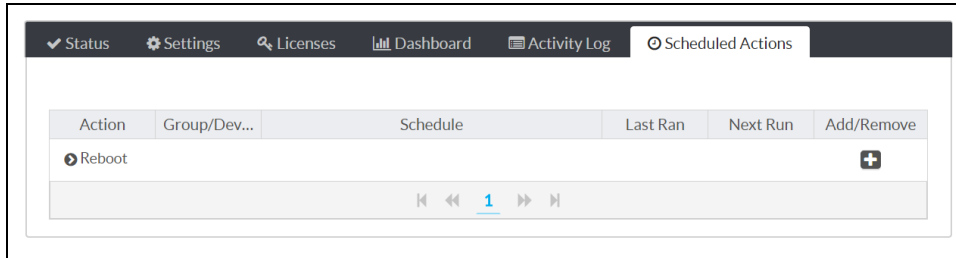 Status Settings Licenses Dashboard Activity Log Scheduled Actions
Action Group/Dev... Schedule Last Ran Next Run Add/Remove
Reboot
1